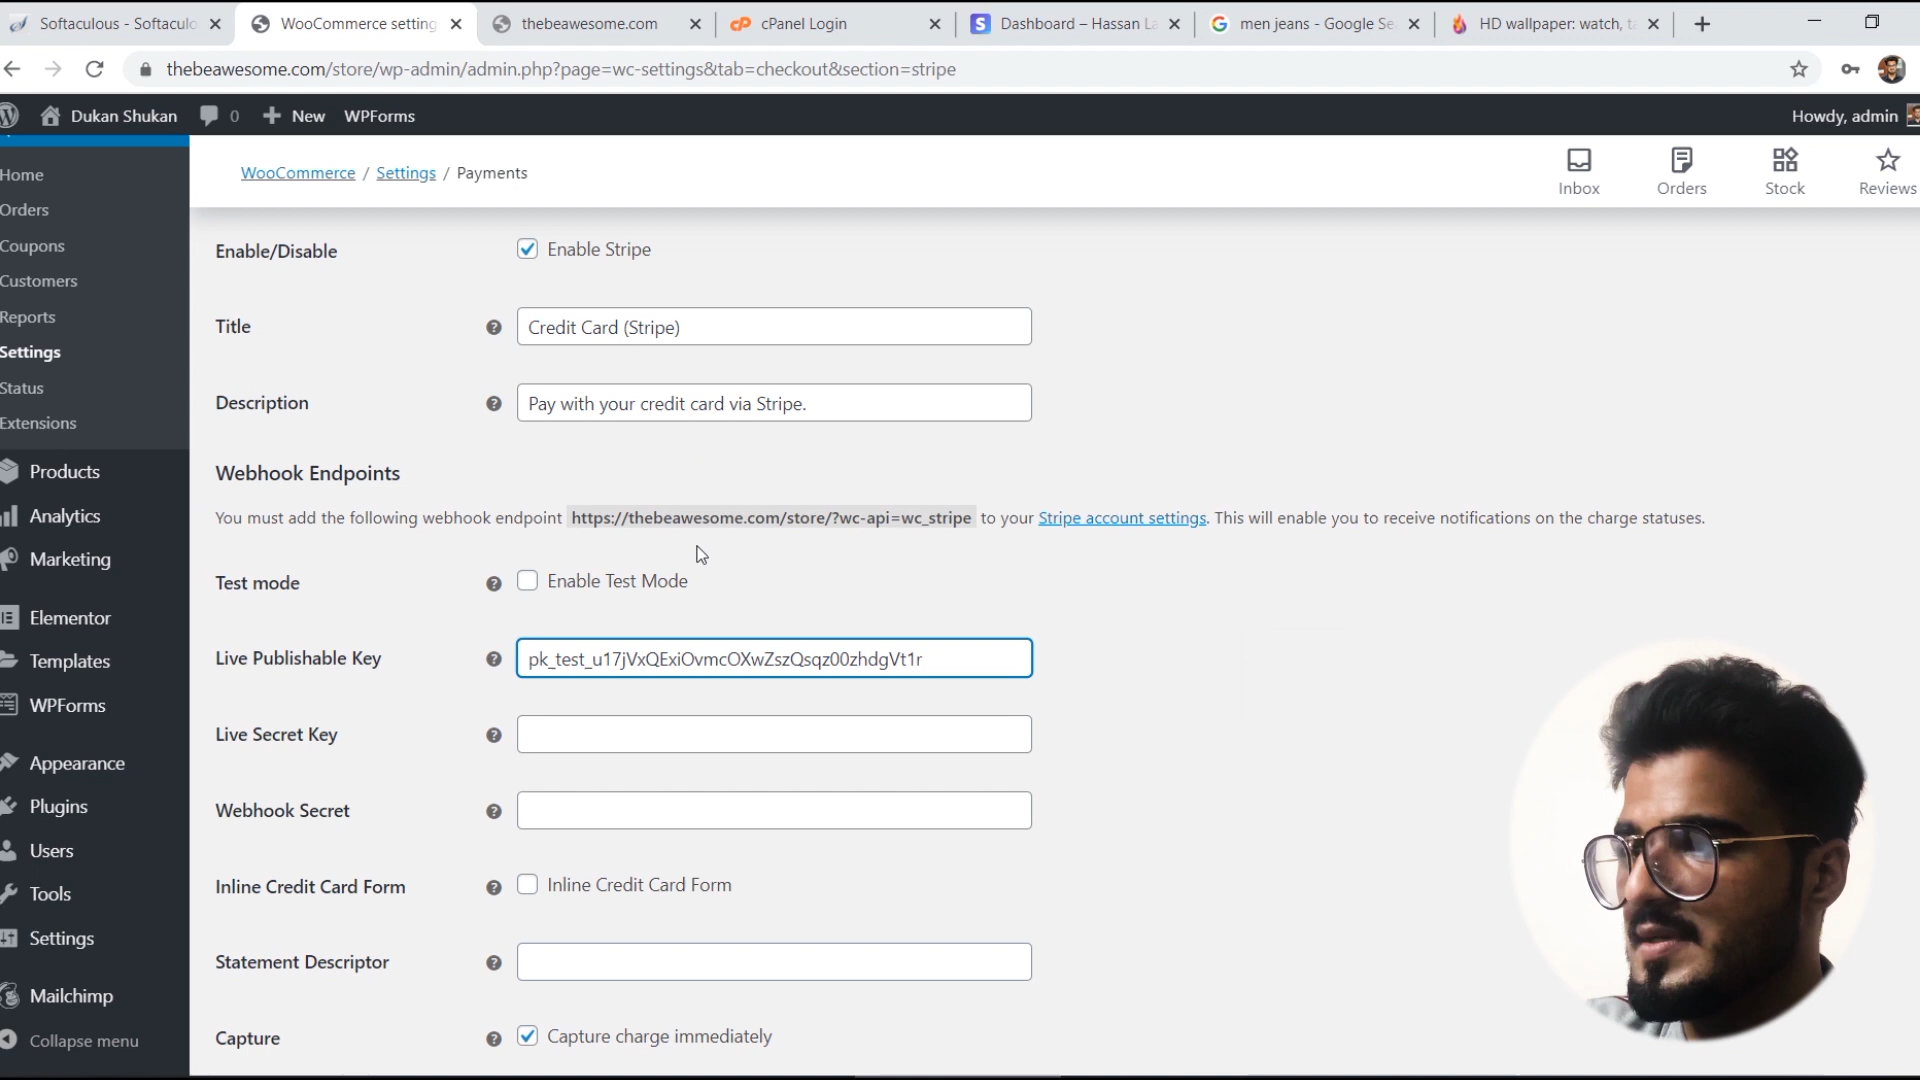 Softaculous - Softaculo
WooCommerce setting
thebeawesome.com
cPanel Login
Dashboard – Hassan La
men jeans - Google Se
HD wallpaper: watch, t
thebeawesome.com/store/wp-admin/admin.php?page=wc-settings&tab=checkout&section=stripe
Dukan Shukan
0
New
WPForms
Howdy, admin
Home
Orders
Coupons
Customers
Reports
Settings
Status
Extensions
Products
Analytics
Marketing
Elementor
Templates
WPForms
Appearance
Plugins
Users
Tools
Settings
Mailchimp
Collapse menu
WooCommerce / Settings / Payments
Inbox
Orders
Stock
Reviews
Enable/Disable
Enable Stripe
Title
Credit Card (Stripe)
Description
Pay with your credit card via Stripe.
Webhook Endpoints
You must add the following webhook endpoint https://thebeawesome.com/store/?wc-api=wc_stripe to your Stripe account settings. This will enable you to receive notifications on the charge statuses.
Test mode
Enable Test Mode
Live Publishable Key
pk_test_u17jVxQExiOvmcOXwZszQsqz00zhdgVt1r
Live Secret Key
Webhook Secret
Inline Credit Card Form
Inline Credit Card Form
Statement Descriptor
Capture
Capture charge immediately